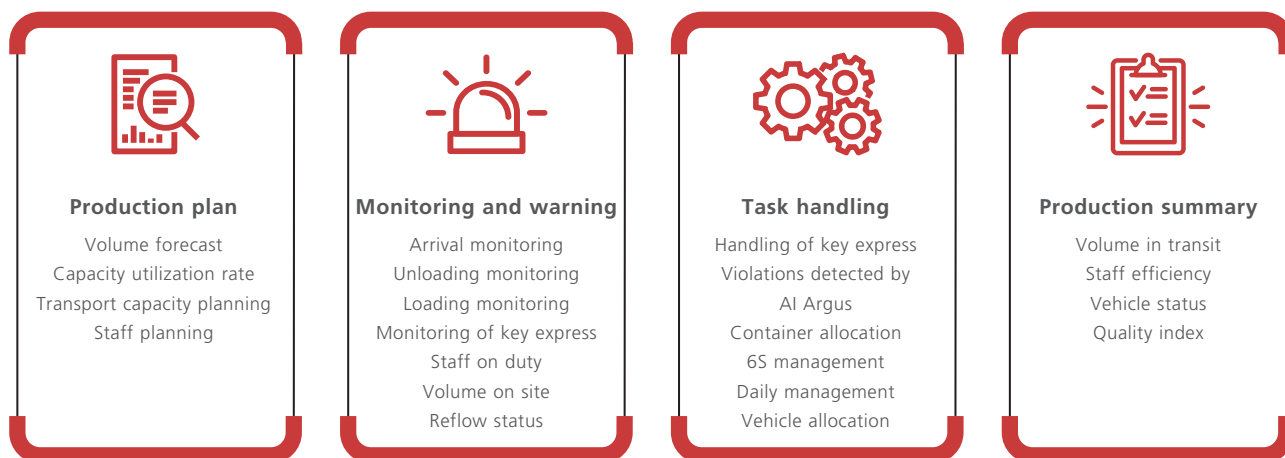 Production plan
Volume forecast
Capacity utilization rate
Transport capacity planning
Staff planning
Monitoring and warning
Arrival monitoring
Unloading monitoring
Loading monitoring
Monitoring of key express
Staff on duty
Volume on site
Reflow status
Task handling
Handling of key express
Violations detected by
AI Argus
Container allocation
6S management
Daily management
Vehicle allocation
Production summary
Volume in transit
Staff efficiency
Vehicle status
Quality index